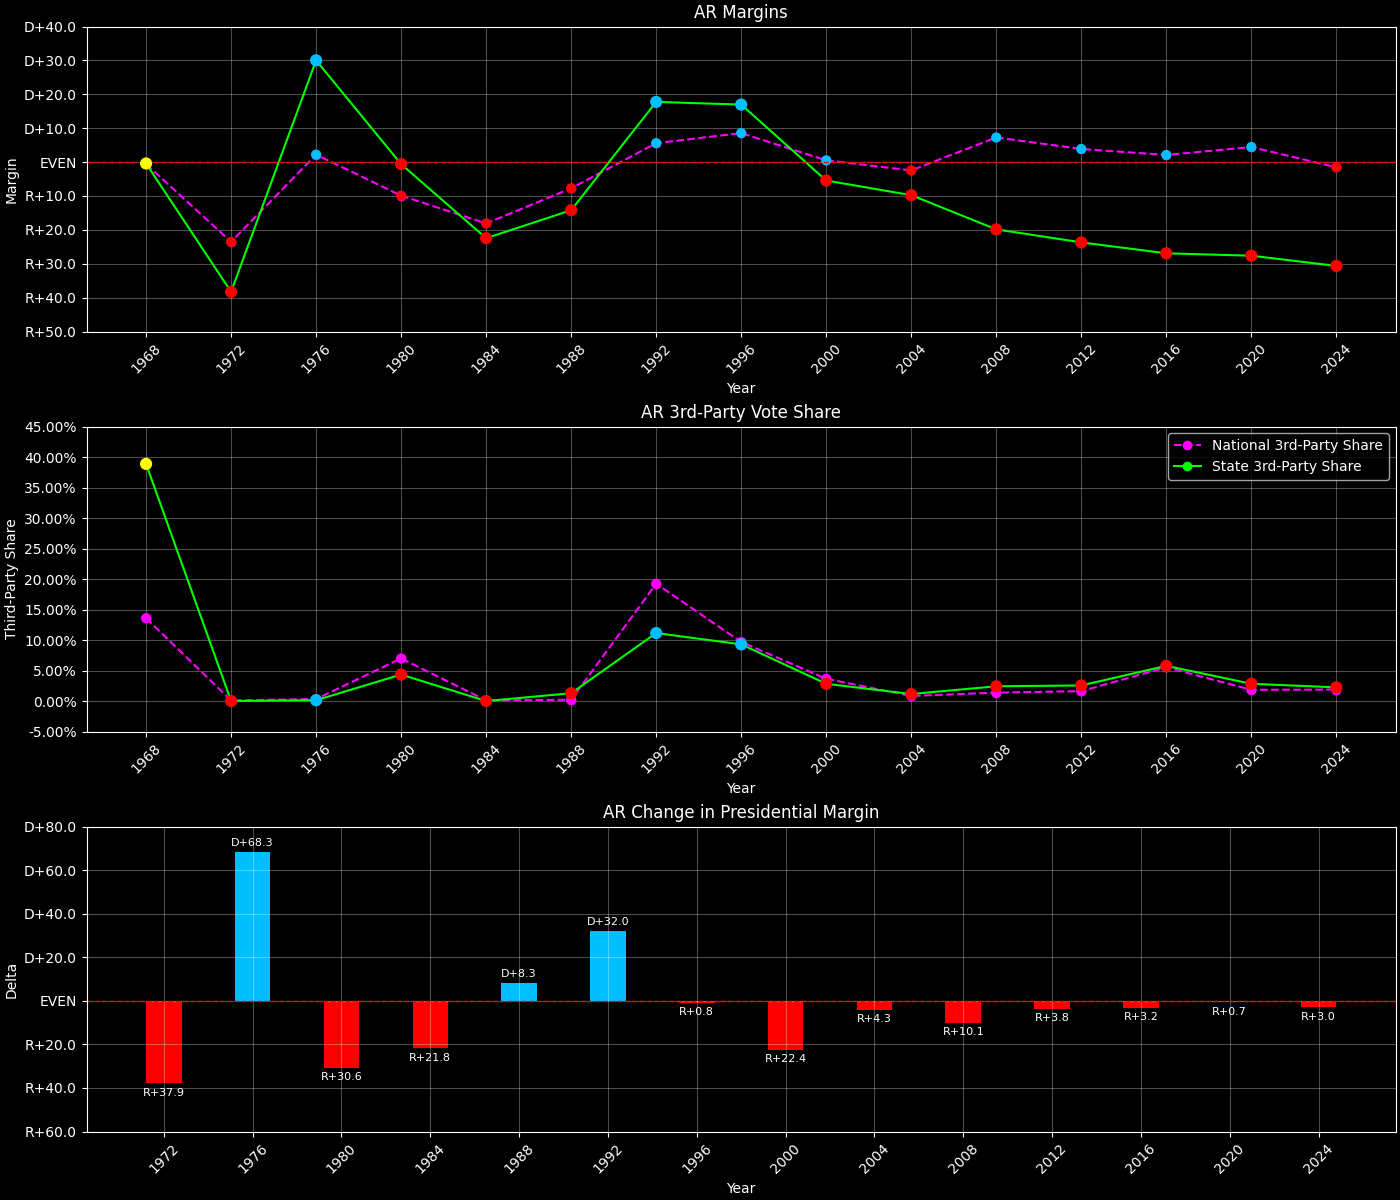 AR Margins
D+40.0
D+30.0
D+20.0
D+10.0
EVEN
R+10.0
R+20.0
R+30.0
R+40.0
R+50.0
Margin
1968 1972 1976 1980 1984 1988 1992 1996 2000 2004 2008 2012 2016 2020 2024
Year
AR 3rd-Party Vote Share
45.00%
40.00%
35.00%
30.00%
25.00%
20.00%
15.00%
10.00%
5.00%
0.00%
-5.00%
Third-Party Share
National 3rd-Party Share
State 3rd-Party Share
1968 1972 1976 1980 1984 1988 1992 1996 2000 2004 2008 2012 2016 2020 2024
Year
AR Change in Presidential Margin
D+80.0
D+60.0
D+40.0
D+20.0
EVEN
R+20.0
R+40.0
R+60.0
Delta
R+37.9
D+68.3
R+30.6
R+21.8
D+8.3
D+32.0
R+0.8
R+22.4
R+4.3
R+10.1
R+3.8
R+3.2
R+0.7
R+3.0
1972 1976 1980 1984 1988 1992 1996 2000 2004 2008 2012 2016 2020 2024
Year